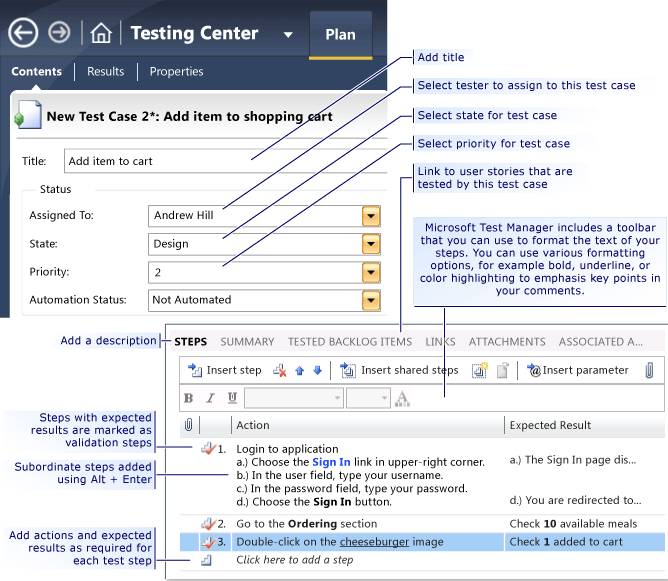 Testing Center
Plan
Contents
Results
Properties
New Test Case 2*: Add item to shopping cart
Title:
Add item to cart
Status
Assigned To:
Andrew Hill
State:
Design
Priority:
2
Automation Status:
Not Automated
Add title
Select tester to assign to this test case
Select state for test case
Select priority for test case
Link to user stories that are
tested by this test case
Microsoft Test Manager includes a toolbar
that you can use to format the text of your
steps. You can use various formatting
options, for example bold, underline, or
color highlighting to emphasis key points in
your comments.
Add a description
STEPS
SUMMARY
TESTED BACKLOG ITEMS
LINKS
ATTACHMENTS
ASSOCIATED A...
Insert step
Insert shared steps
Insert parameter
B I U
A
Action
Expected Result
Steps with expected
results are marked as
validation steps
Subordinate steps added
using Alt + Enter
Add actions and expected
results as required for
each test step
1. Login to application
a.) Choose the Sign In link in upper-right corner.
a.) The Sign In page dis...
b.) In the user field, type your username.
c.) In the password field, type your password.
d.) Choose the Sign In button.
d.) You are redirected to...
2. Go to the Ordering section
Check 10 available meals
3. Double-click on the cheeseburger image
Check 1 added to cart
Click here to add a step